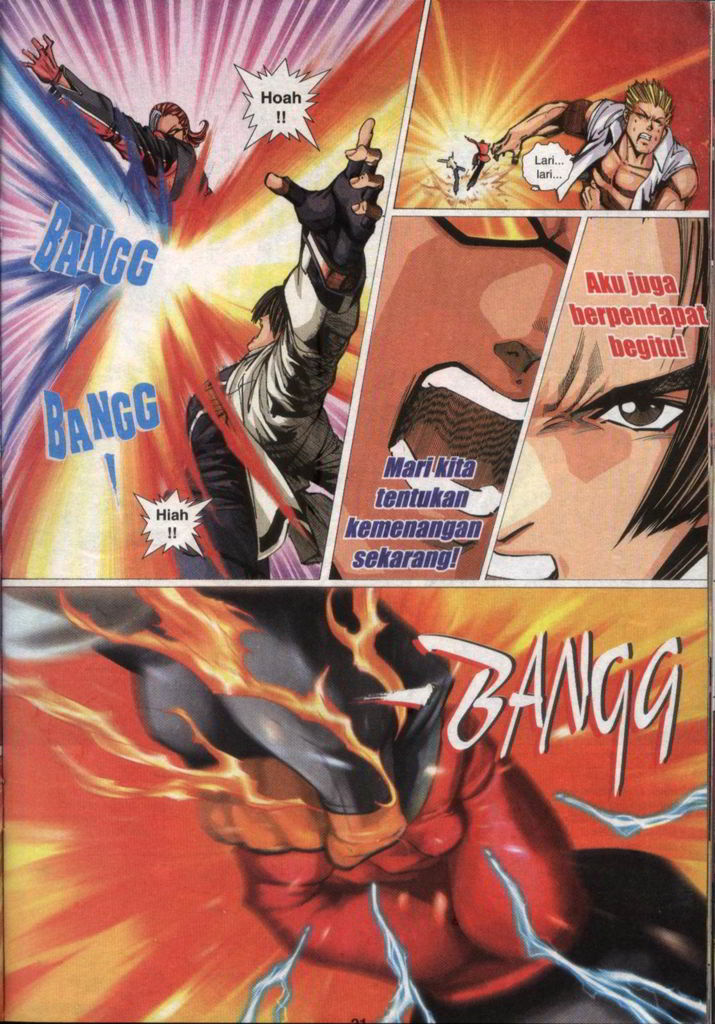 Hoah
!!
BANGG
!
BANGG
!
Hiah
!!
Lari...
lari...
Mari kita
tentukan
kemenangan
sekarang!
Aku juga
berpendapat
begitu!
BANGG